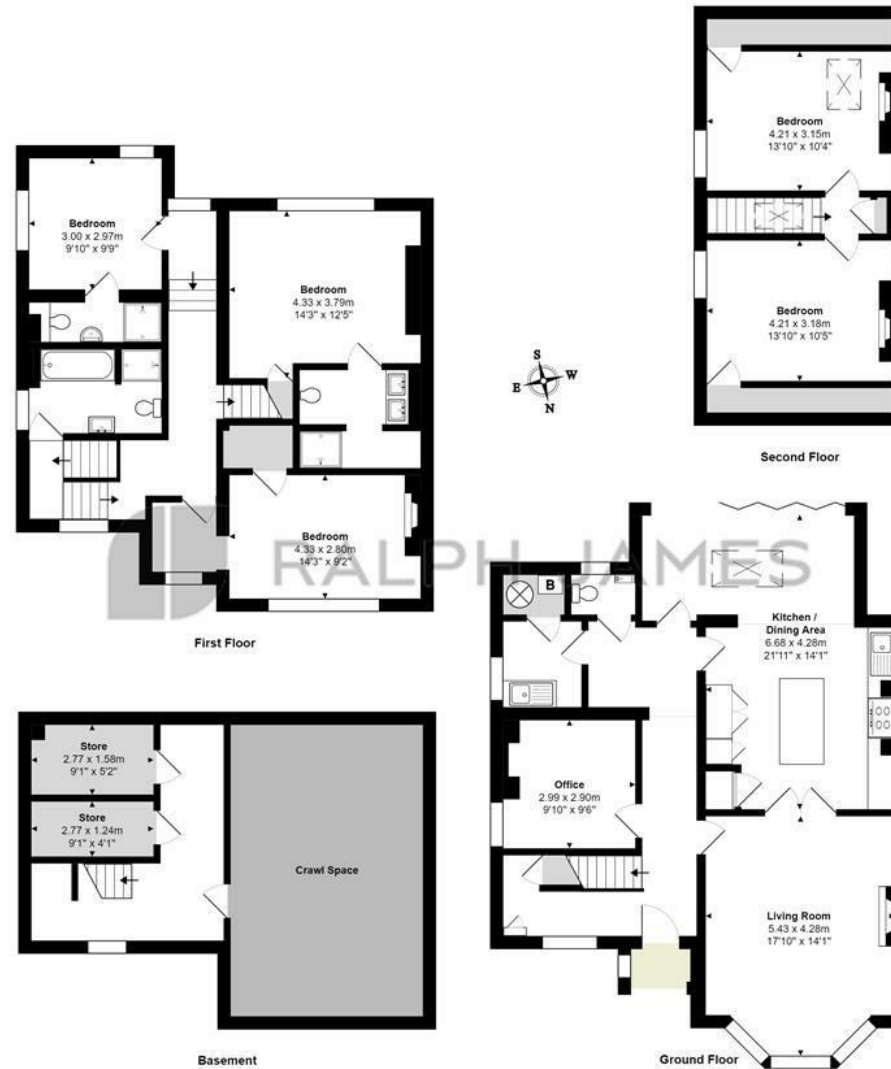 Bedroom
3.00 x 2.97m
9'10" x 9'9"
Bedroom
4.33 x 3.79m
14'3" x 12'5"
Bedroom
4.33 x 2.80m
14'3" x 9'2"
First Floor
S
E
W
N
Bedroom
4.21 x 3.15m
13'10" x 10'4"
Bedroom
4.21 x 3.18m
13'10" x 10'5"
Second Floor
RALPH JAMES
Store
2.77 x 1.58m
9'1" x 5'2"
Store
2.77 x 1.24m
9'1" x 4'1"
Crawl Space
Basement
B
Kitchen /
Dining Area
6.68 x 4.28m
21'11" x 14'1"
Office
2.99 x 2.90m
9'10" x 9'6"
Living Room
5.43 x 4.28m
17'10" x 14'1"
Ground Floor